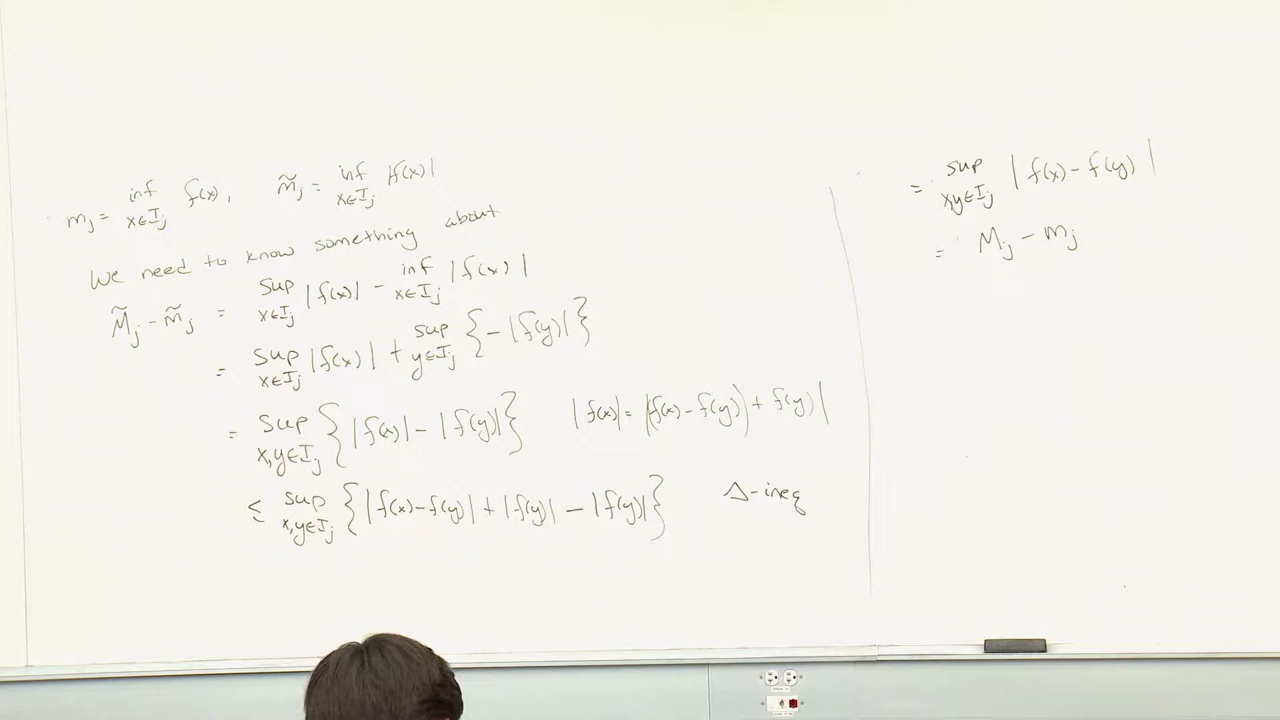 m_j = inf_{x∈I_j} f(x), m̃_j = inf_{x∈I_j} |f(x)|
We need to know something about
M̃_j - m̃_j = sup_{x∈I_j} |f(x)| - inf_{x∈I_j} |f(x)|
= sup_{x∈I_j} |f(x)| + sup_{y∈I_j} {-|f(y)|}
= sup_{x,y∈I_j} {|f(x)| - |f(y)|} |f(x)| = |(f(x) - f(y)) + f(y)|
≤ sup_{x,y∈I_j} {|f(x)-f(y)| + |f(y)| - |f(y)|} Δ-ineq
= sup_{x,y∈I_j} |f(x) - f(y)|
= M_j - m_j